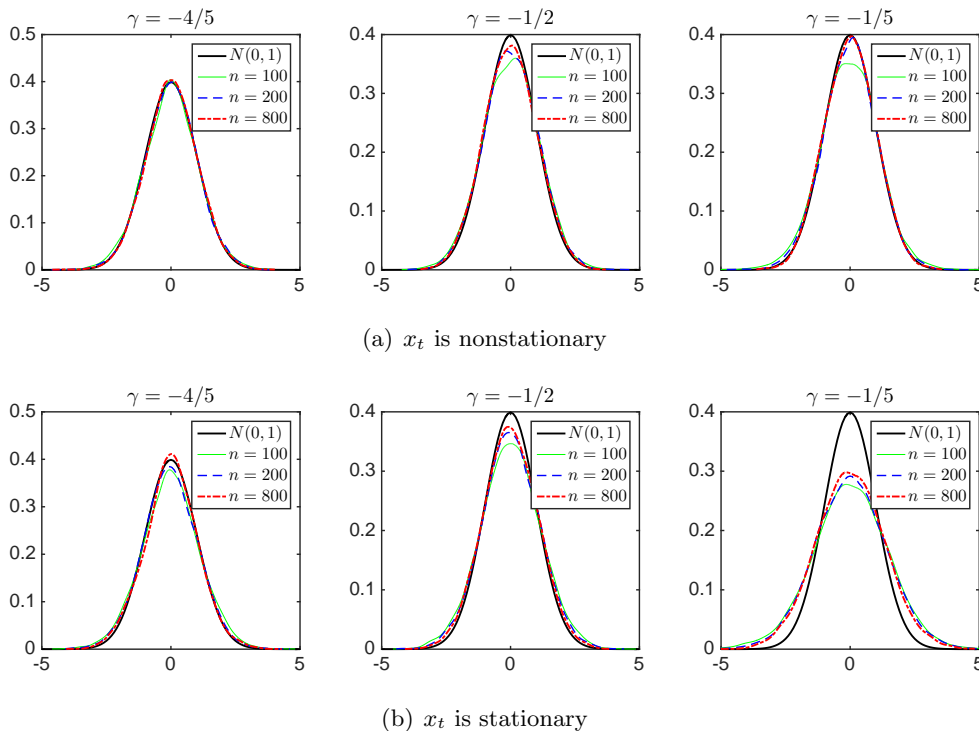 γ = −4/5
γ = −1/2
γ = −1/5
0.5
0.4
0.3
0.2
0.1
0
-5
0
5
N(0, 1)
n = 100
n = 200
n = 800
0.4
0.3
0.2
0.1
0
-5
0
5
N(0, 1)
n = 100
n = 200
n = 800
0.4
0.3
0.2
0.1
0
-5
0
5
N(0, 1)
n = 100
n = 200
n = 800
(a) x_t is nonstationary
γ = −4/5
γ = −1/2
γ = −1/5
0.5
0.4
0.3
0.2
0.1
0
-5
0
5
N(0, 1)
n = 100
n = 200
n = 800
0.4
0.3
0.2
0.1
0
-5
0
5
N(0, 1)
n = 100
n = 200
n = 800
0.4
0.3
0.2
0.1
0
-5
0
5
N(0, 1)
n = 100
n = 200
n = 800
(b) x_t is stationary